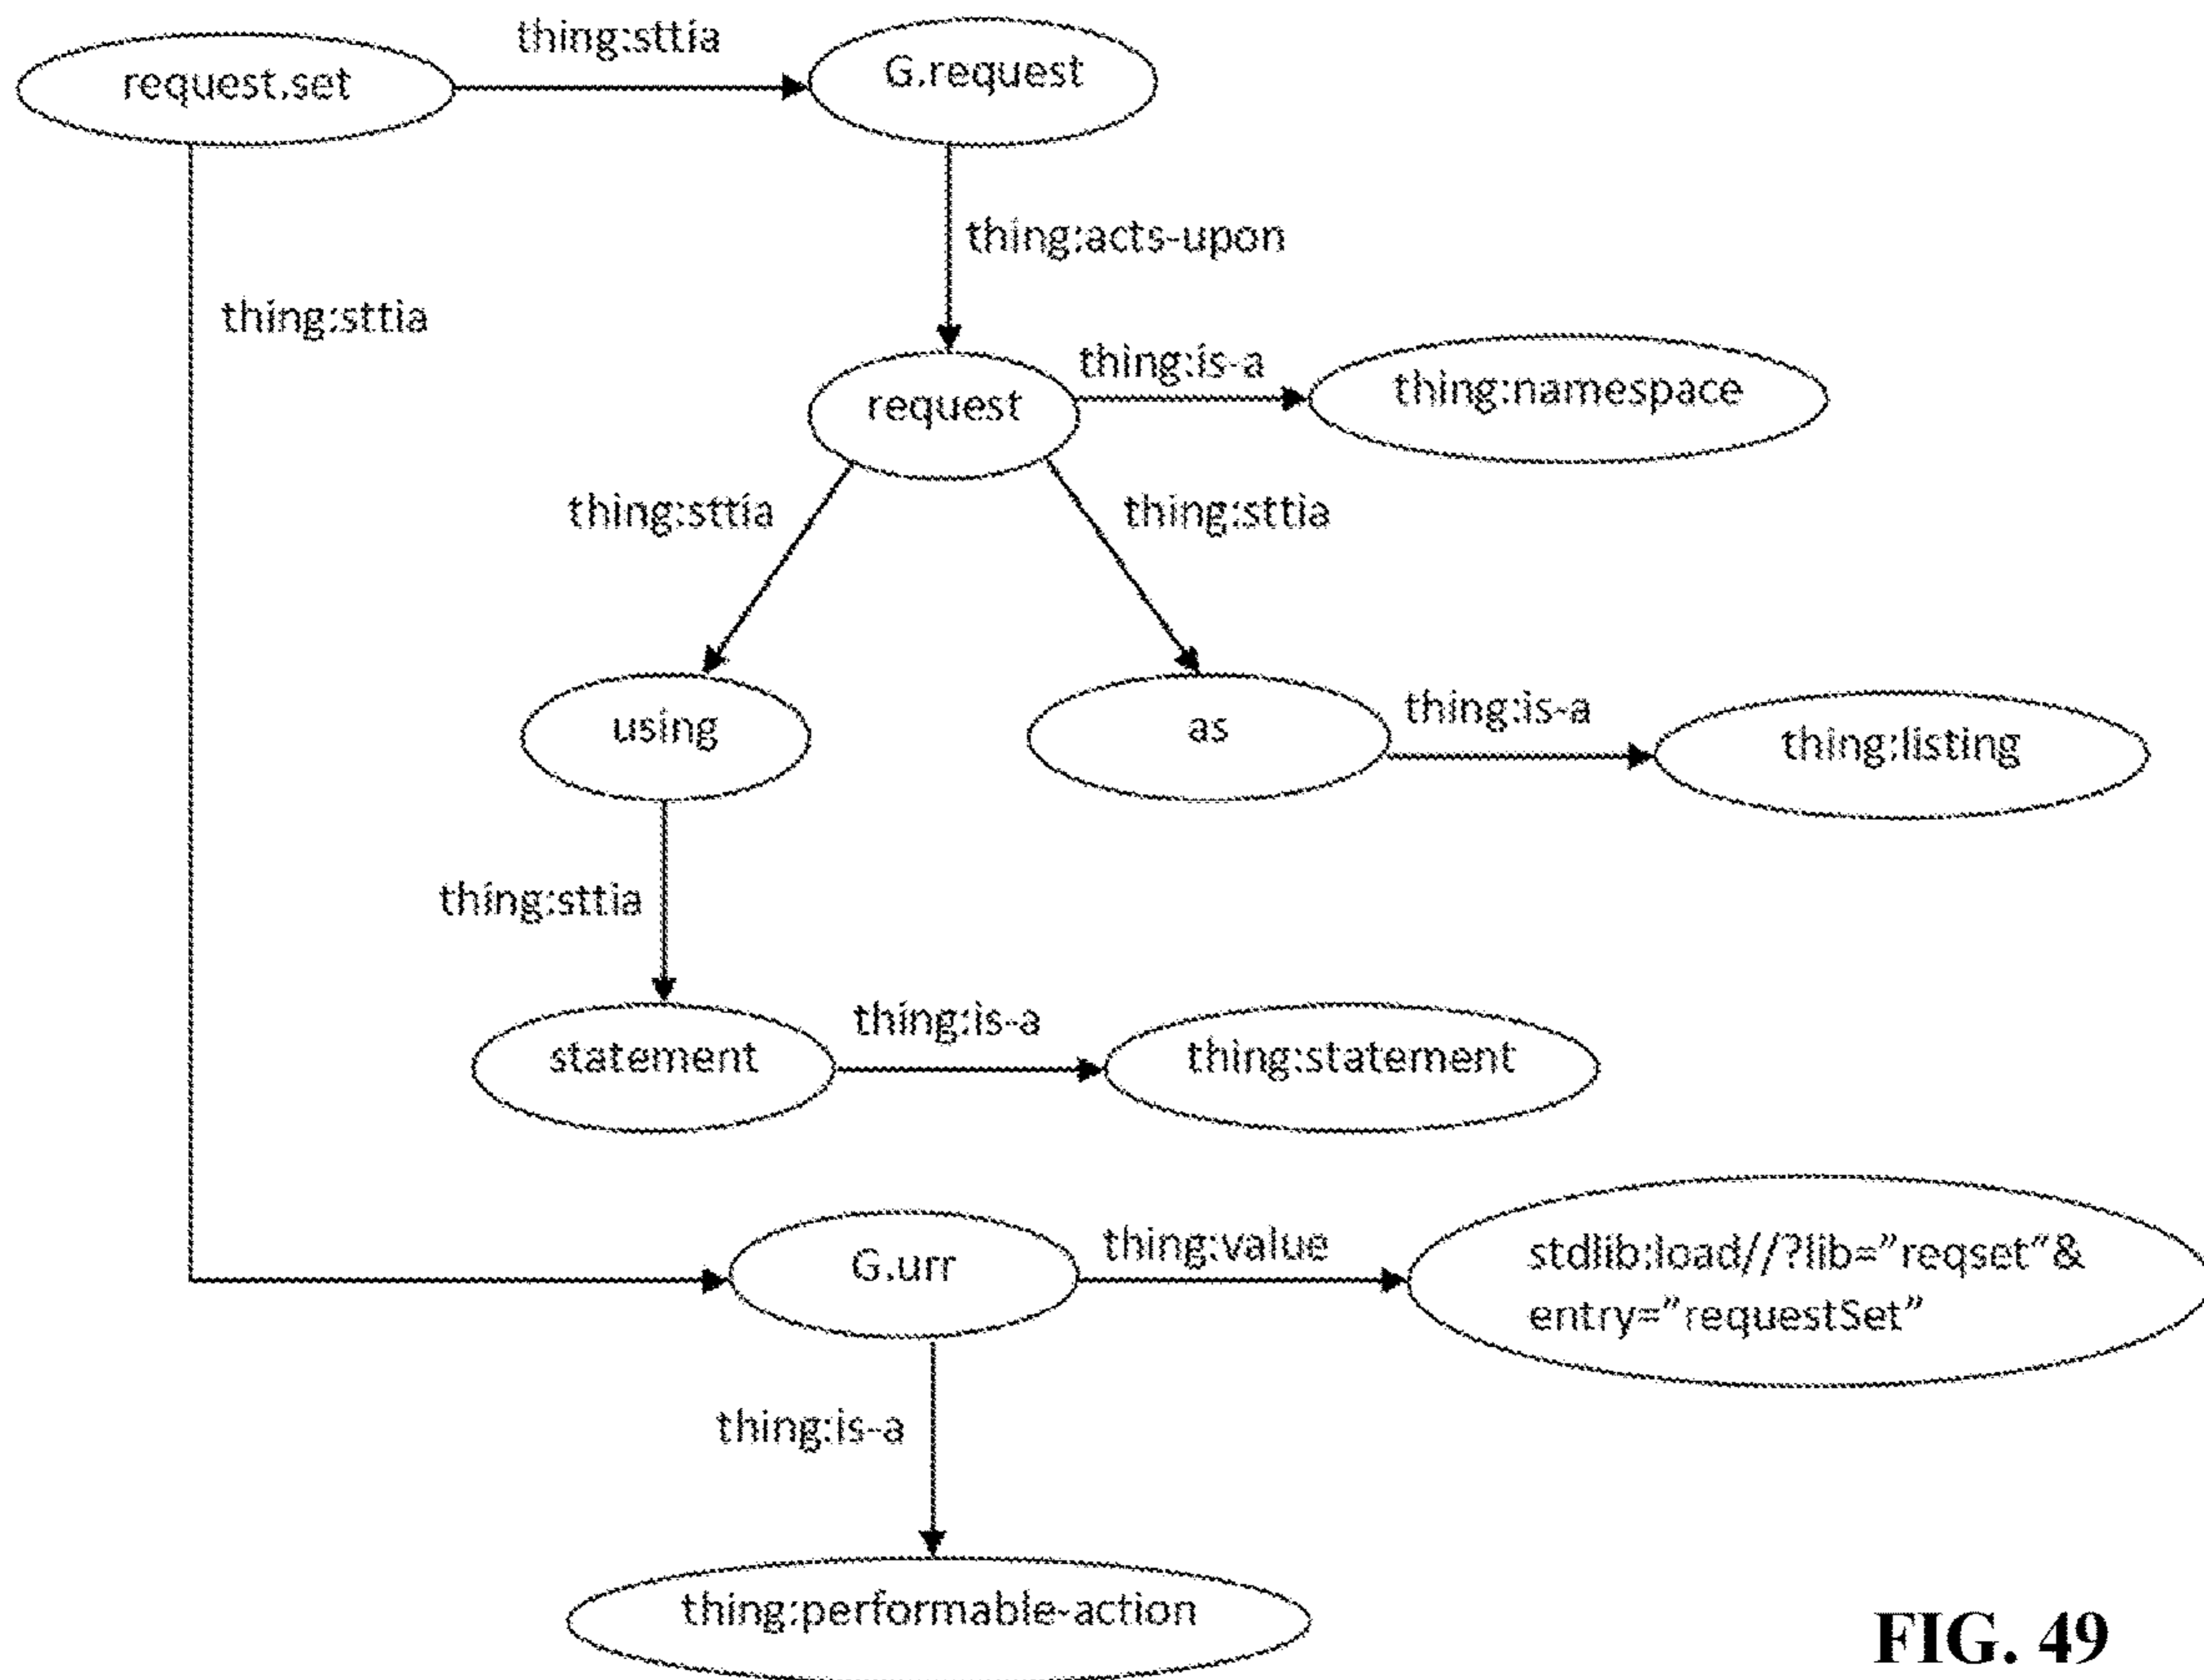 thing:sttia
request.set
G.request
thing:acts-upon
thing:sttia
thing:is-a
request
thing:namespace
thing:sttia
thing:sttia
using
as
thing:is-a
thing:listing
thing:sttia
statement
thing:is-a
thing:statement
G.urr
thing:value
stdlib:load//?lib="reqset"&
entry="requestSet"
thing:is-a
thing:performable-action
FIG. 49